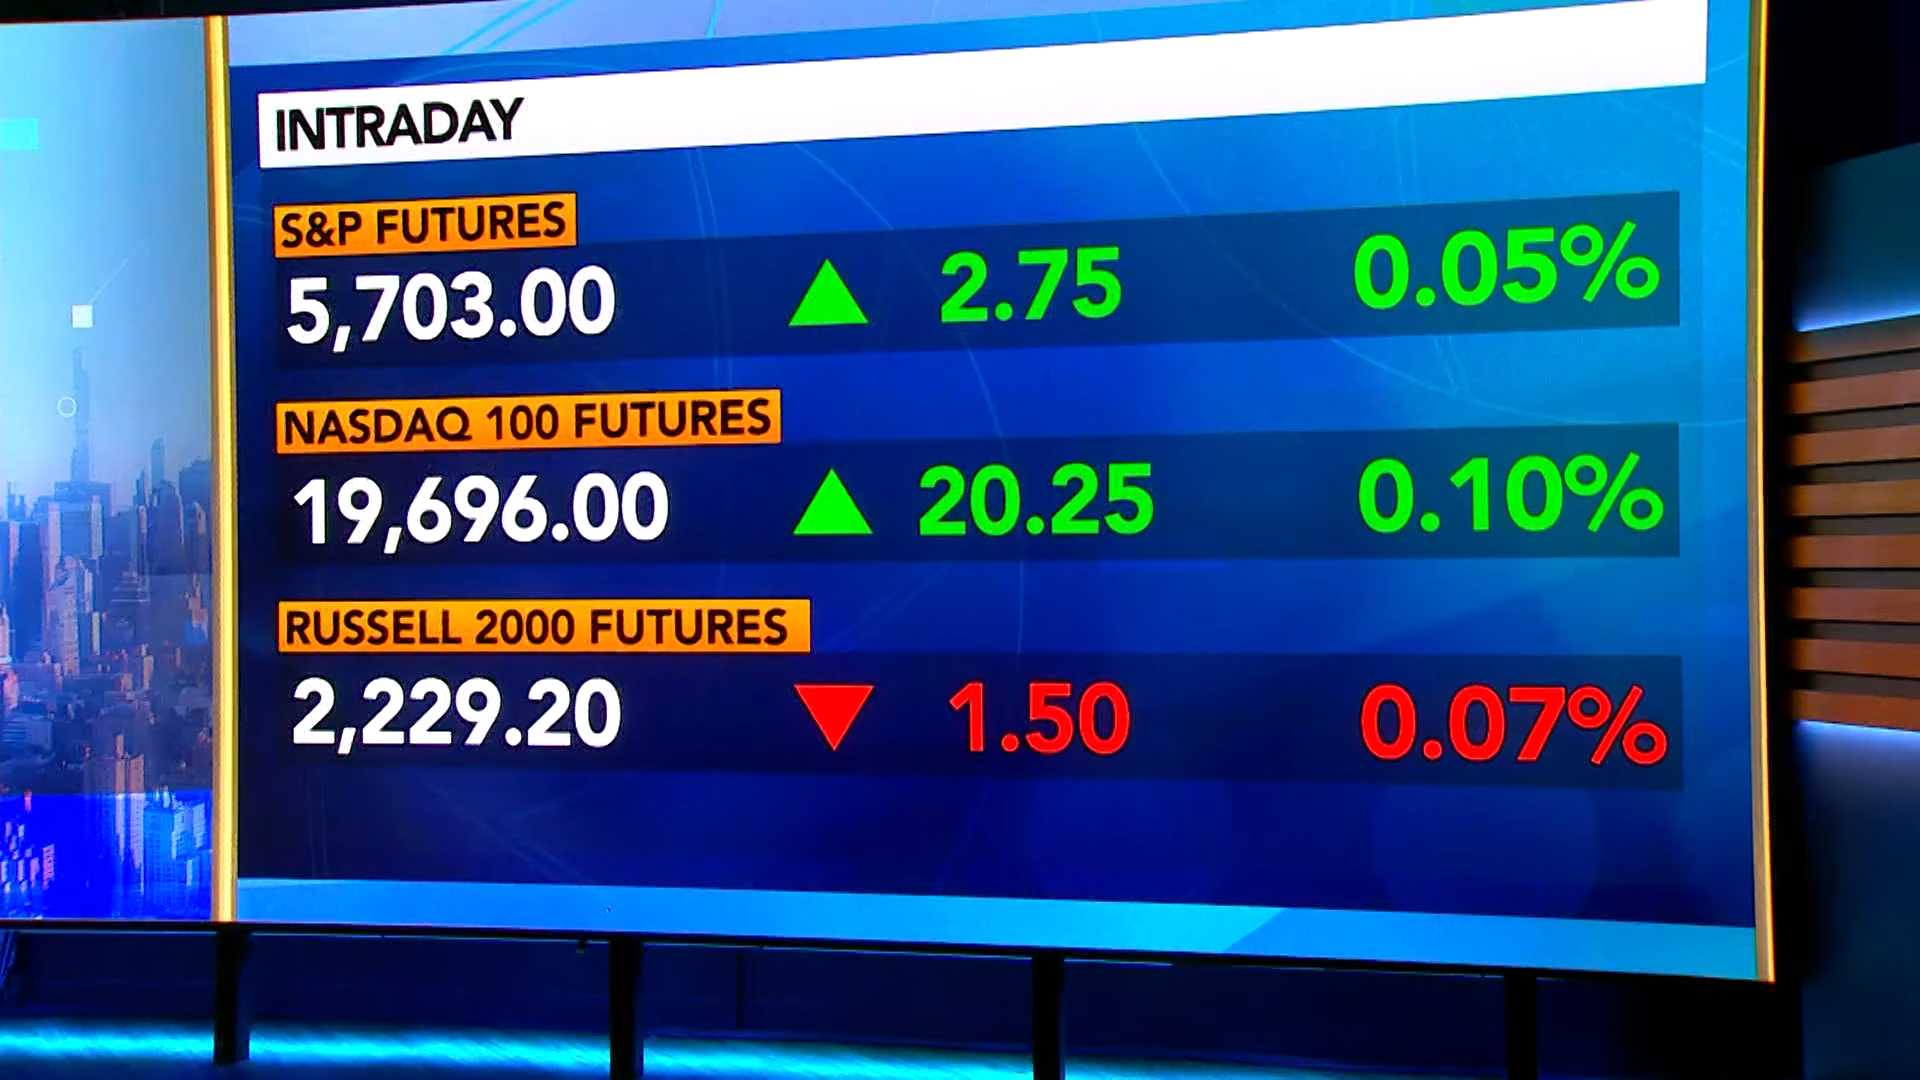 INTRADAY
S&P FUTURES
5,703.00 ▲ 2.75 0.05%
NASDAQ 100 FUTURES
19,696.00 ▲ 20.25 0.10%
RUSSELL 2000 FUTURES
2,229.20 ▼ 1.50 0.07%